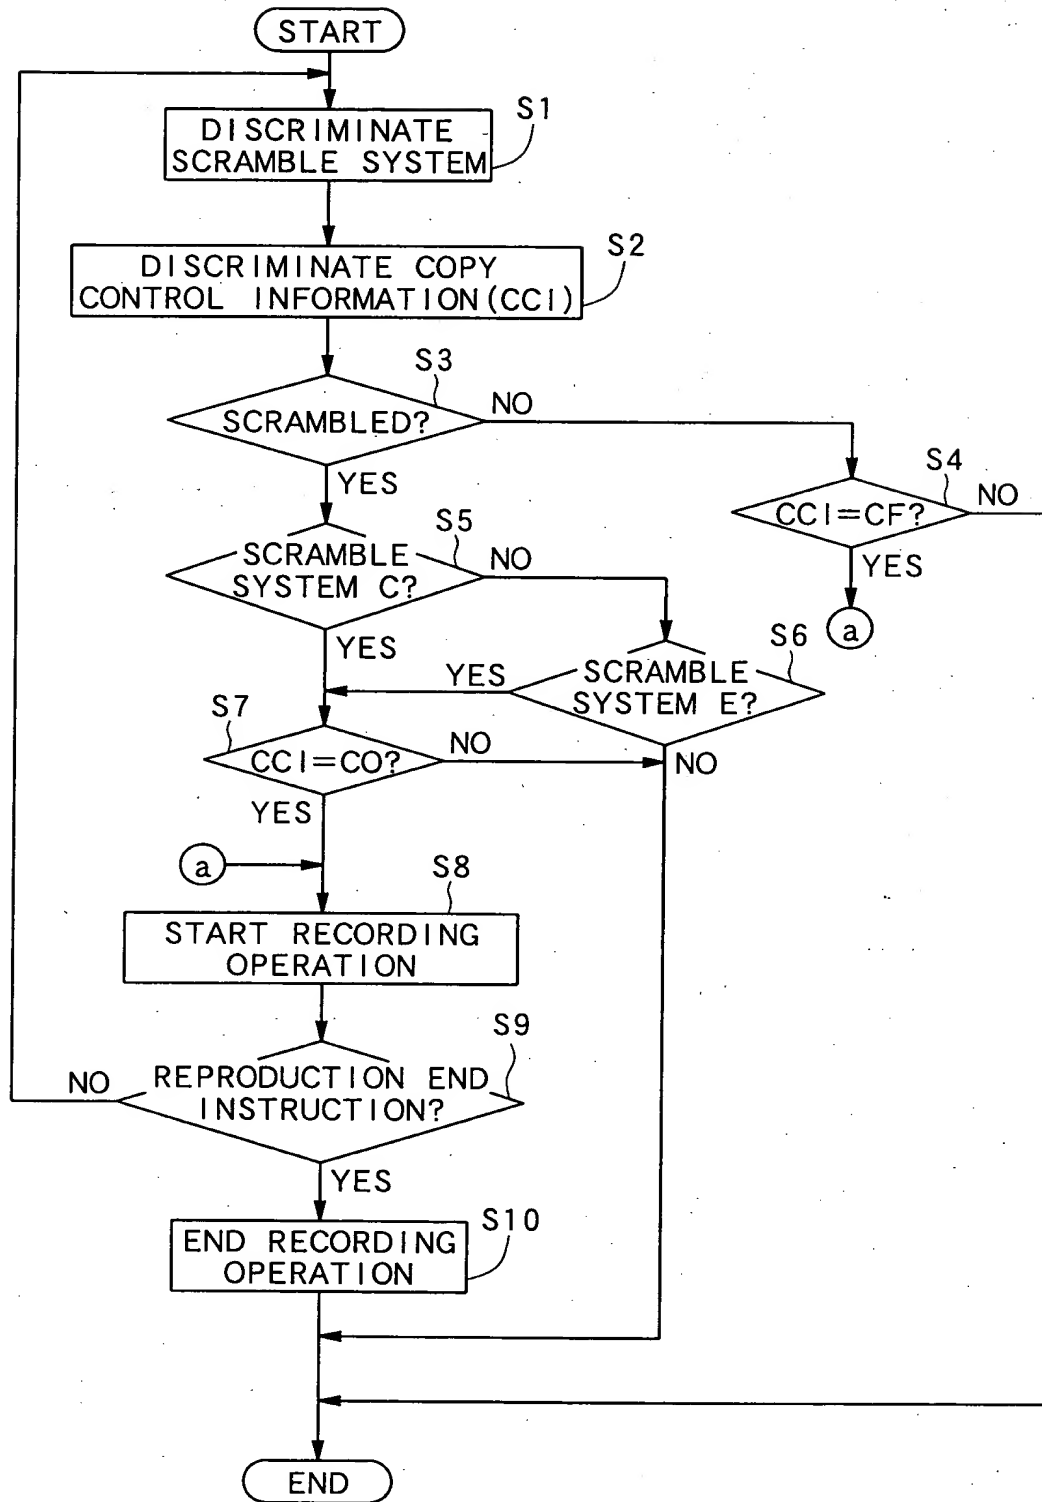 START
S1
DISCRIMINATE
SCRAMBLE SYSTEM
S2
DISCRIMINATE COPY
CONTROL INFORMATION(CCI)
S3
SCRAMBLED?
NO
YES
S4
CCI=CF?
NO
YES
a
S5
SCRAMBLE
SYSTEM C?
NO
YES
S6
SCRAMBLE
SYSTEM E?
YES
NO
S7
CCI=CO?
NO
YES
a
S8
START RECORDING
OPERATION
S9
REPRODUCTION END
INSTRUCTION?
NO
YES
S10
END RECORDING
OPERATION
END